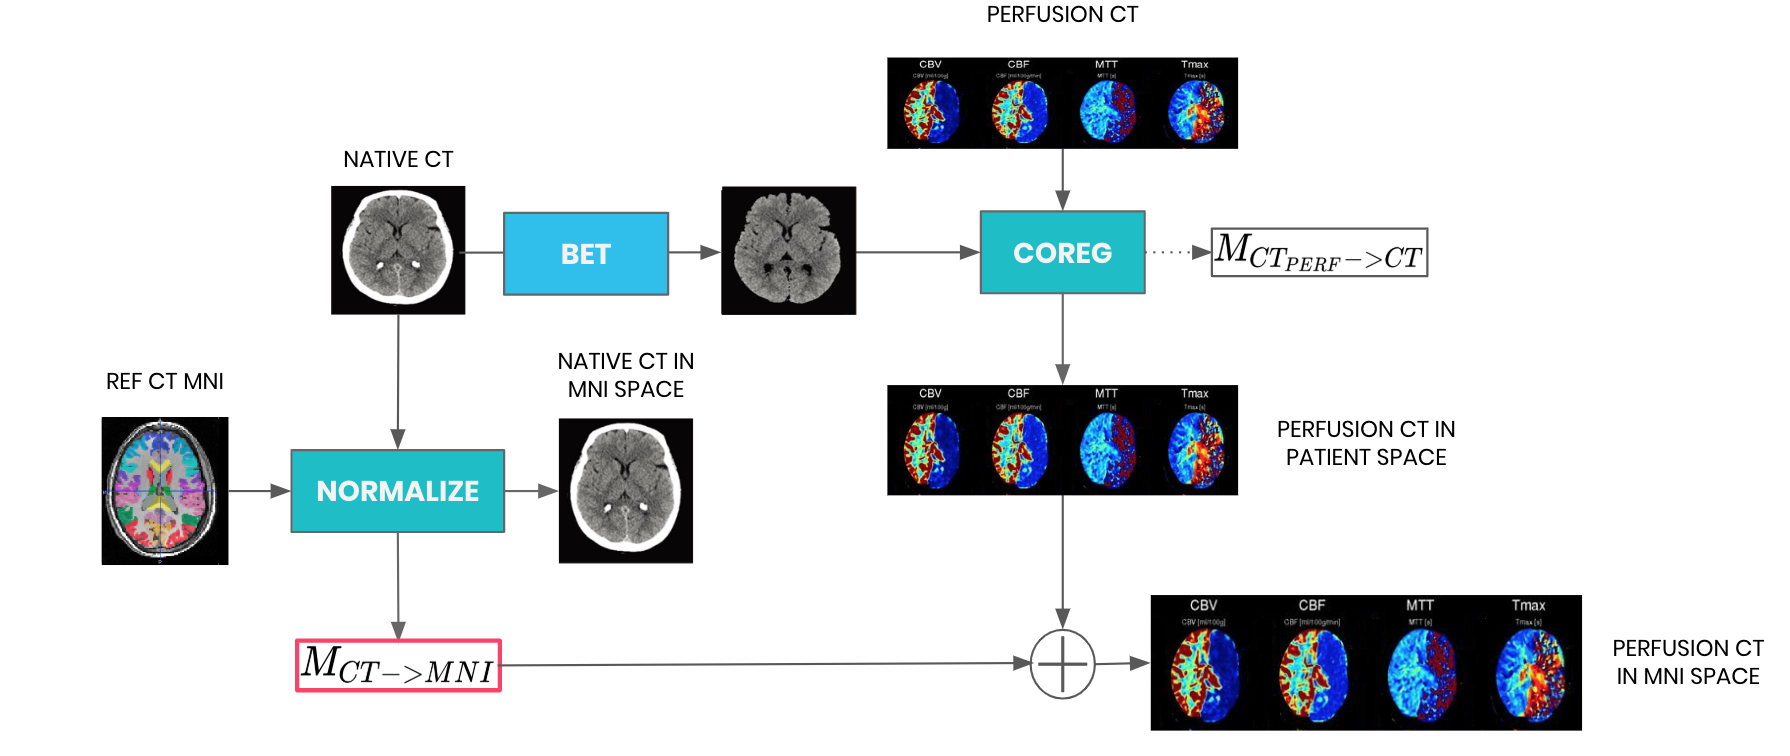 PERFUSION CT
CBV CBF MTT Tmax
CBV [ml/100g] CBF [ml/100g/min] MTT [s] Tmax [s]
NATIVE CT
BET
COREG
M_{CT_{PERF}->CT}
NATIVE CT IN
MNI SPACE
REF CT MNI
CBV CBF MTT Tmax
CBV [ml/100g] CBF [ml/100g/min] MTT [s] Tmax [s]
PERFUSION CT IN
PATIENT SPACE
NORMALIZE
CBV CBF MTT Tmax
CBV [ml/100g] CBF [ml/100g/min] MTT [s] Tmax [s]
PERFUSION CT
IN MNI SPACE
M_{CT->MNI}